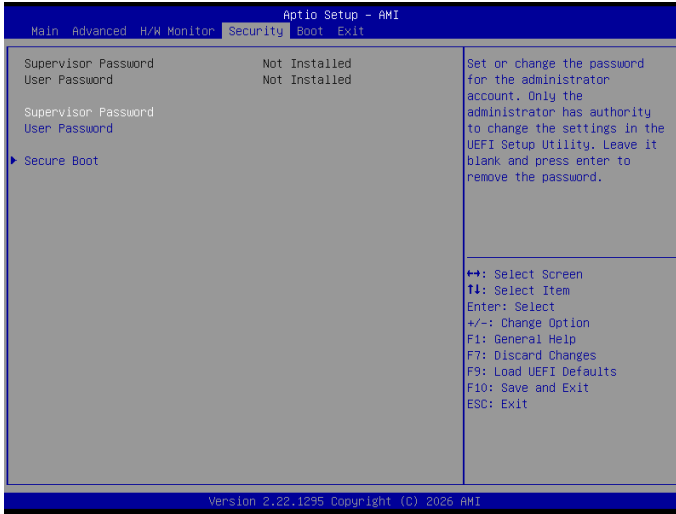 Aptio Setup - AMI
Main Advanced H/W Monitor Security Boot Exit
Supervisor Password Not Installed
User Password Not Installed
Supervisor Password
User Password
Secure Boot
Set or change the password
for the administrator
account. Only the
administrator has authority
to change the settings in the
UEFI Setup Utility. Leave it
blank and press enter to
remove the password.
↔: Select Screen
↑↓: Select Item
Enter: Select
+/-: Change Option
F1: General Help
F7: Discard Changes
F9: Load UEFI Defaults
F10: Save and Exit
ESC: Exit
Version 2.22.1295 Copyright (C) 2026 AMI